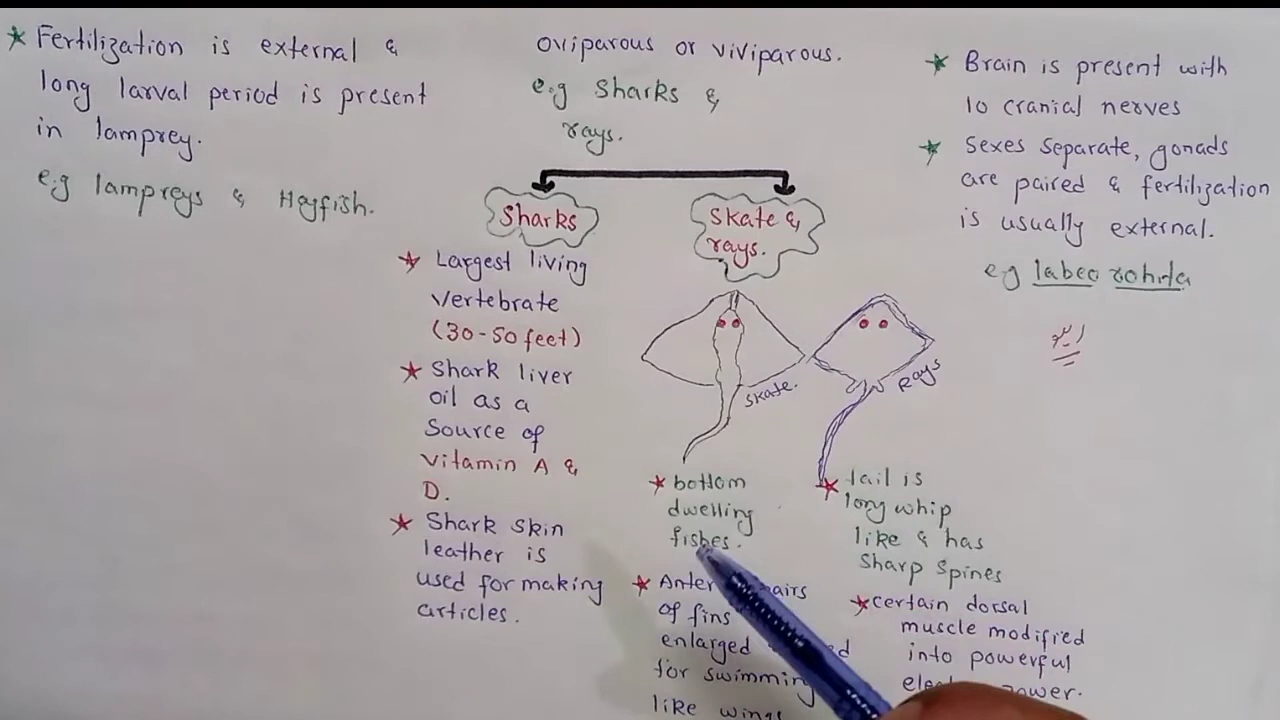 * Fertilization is external &
long larval period is present
in lamprey.
e.g lampreys & Hagfish.
oviparous or viviparous.
e.g Sharks &
rays.
Sharks
* Largest living
vertebrate
(30-50 feet)
* Shark liver
oil as a
source of
vitamin A &
D.
* Shark skin
leather is
used for making
articles.
Skate &
rays.
Skate.
Rays
* bottom
dwelling
fishes.
* pairs
of fins
enlarged
for swimming
like wings
* tail is
long whip
like & has
Sharp spines
* certain dorsal
muscle modified
into powerful
power.
* Brain is present with
10 cranial nerves
* Sexes separate, gonads
are paired & fertilization
is usually external.
eg labeo rohita